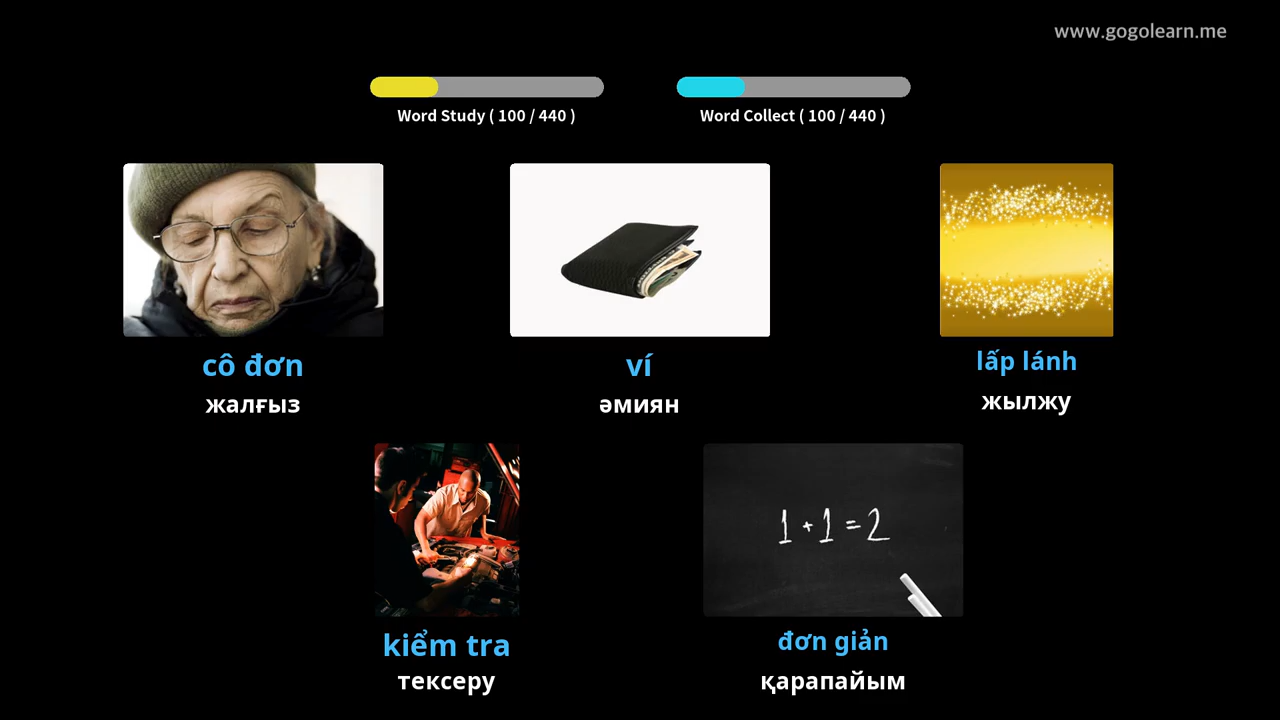 www.gogolearn.me
Word Study ( 100 / 440 )
Word Collect ( 100 / 440 )
cô đơn
жалғыз
ví
әмиян
lấp lánh
жылжу
1 + 1 = 2
kiểm tra
тексеру
đơn giản
қарапайым